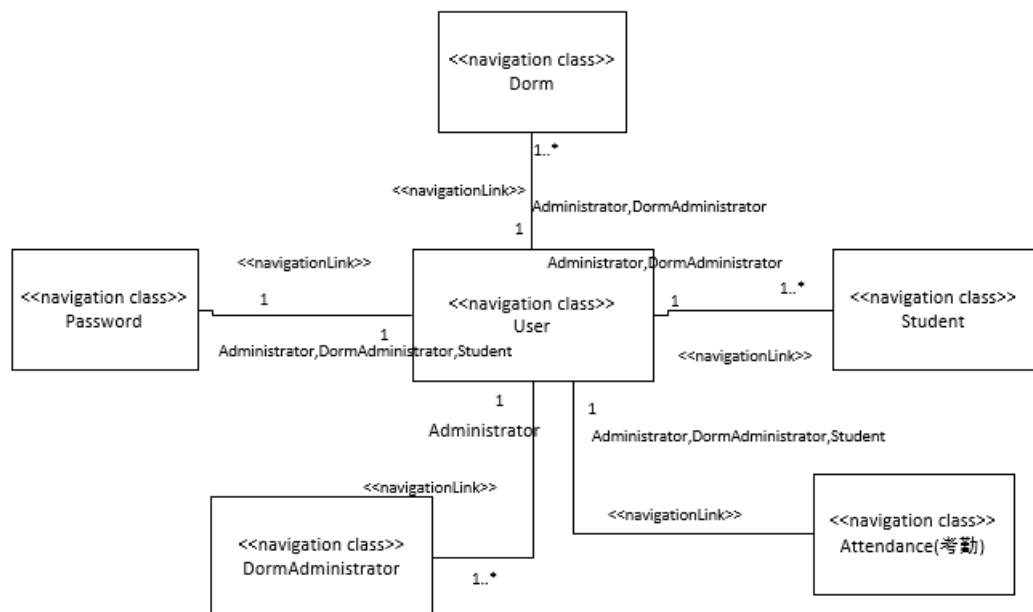 <<navigation class>>
Dorm
1..*
<<navigationLink>>
Administrator,DormAdministrator
1
<<navigationLink>>
Administrator,DormAdministrator
<<navigation class>>
Password
1
1
Administrator,DormAdministrator,Student
<<navigation class>>
User
1
1..*
<<navigation class>>
Student
<<navigationLink>>
1
Administrator
1
Administrator,DormAdministrator,Student
<<navigationLink>>
<<navigationLink>>
<<navigation class>>
DormAdministrator
1..*
<<navigation class>>
Attendance(考勤)